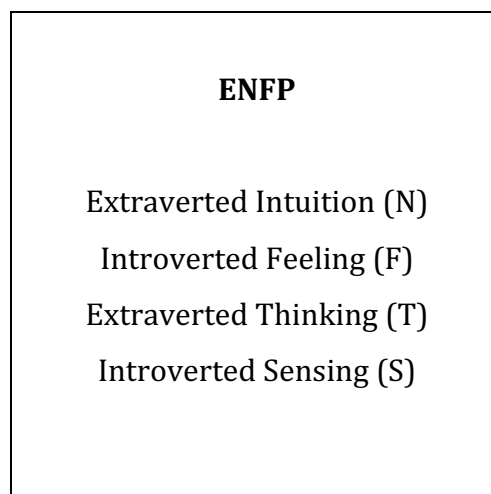 ENFP
Extraverted Intuition (N)
Introverted Feeling (F)
Extraverted Thinking (T)
Introverted Sensing (S)